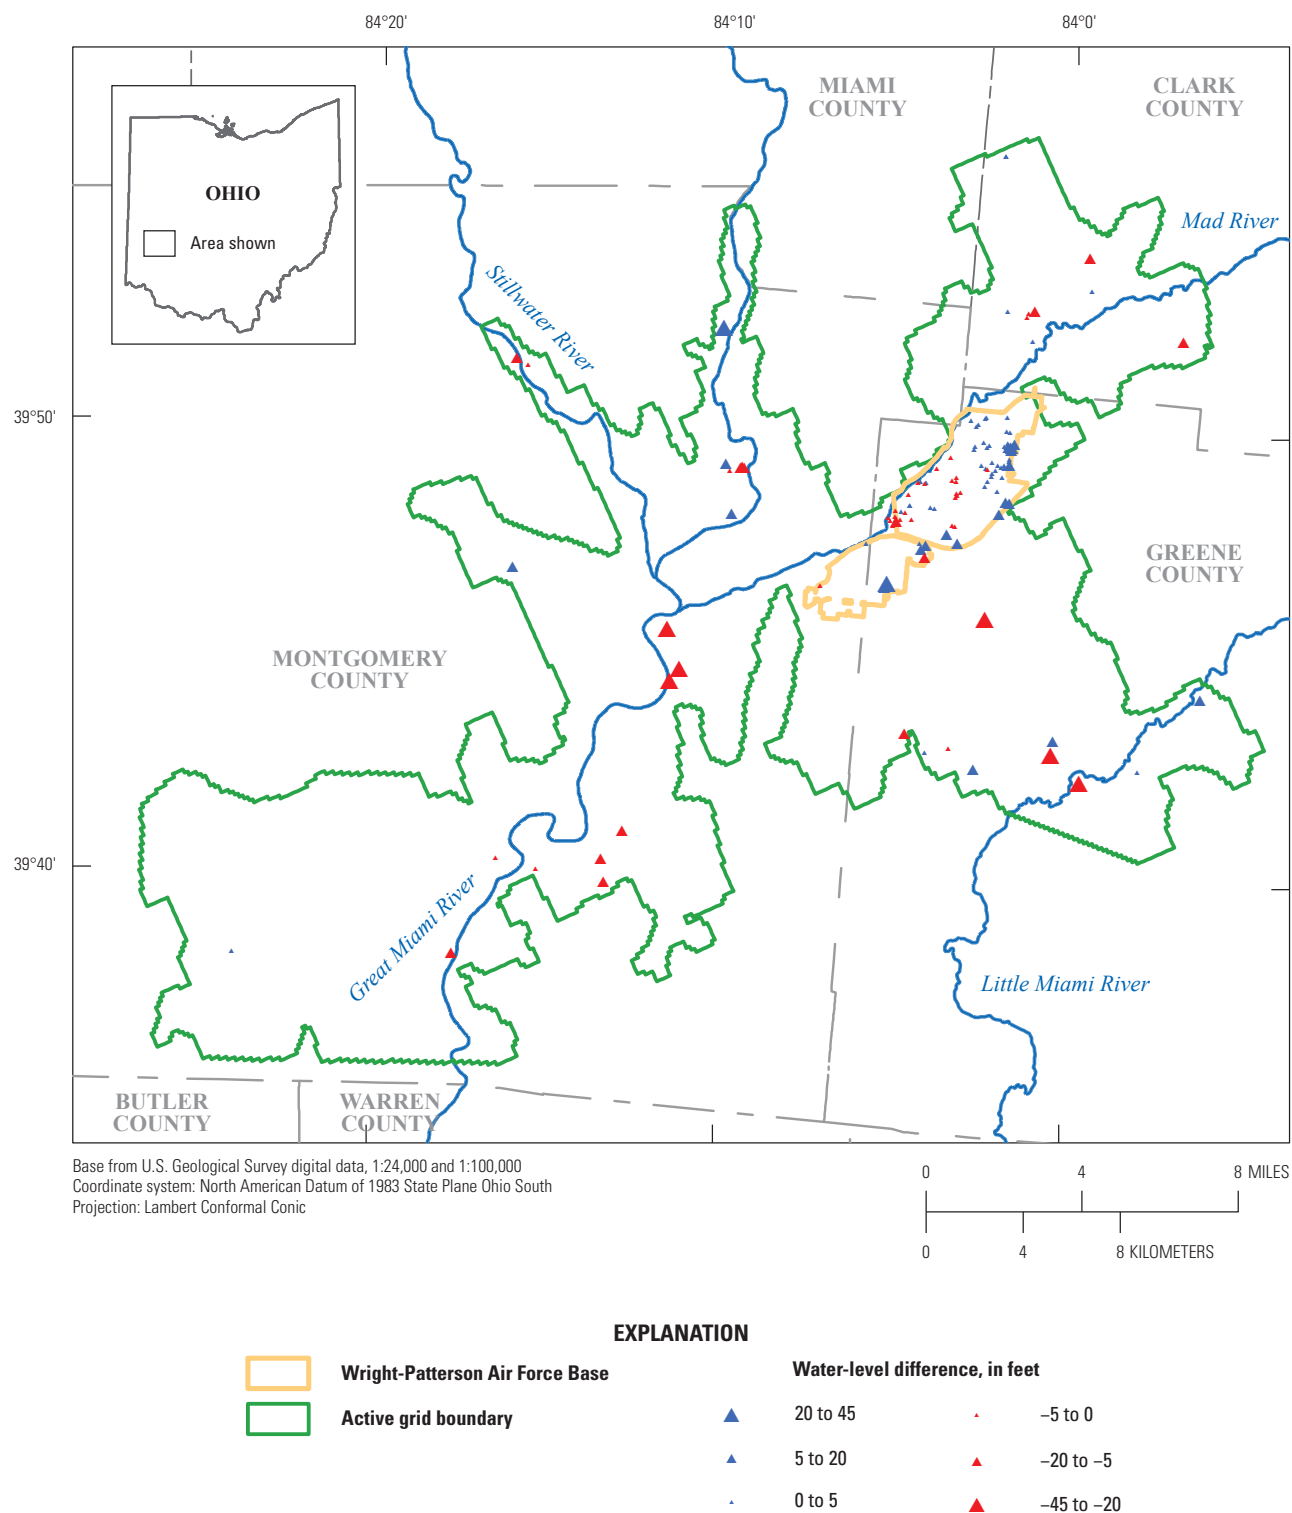 84°20'
84°10'
84°0'
MIAMI
COUNTY
CLARK
COUNTY
OHIO
Area shown
Mad River
Stillwater River
39°50'
GREENE
COUNTY
MONTGOMERY
COUNTY
39°40'
Great Miami River
Little Miami River
BUTLER
COUNTY
WARREN
COUNTY
Base from U.S. Geological Survey digital data, 1:24,000 and 1:100,000
Coordinate system: North American Datum of 1983 State Plane Ohio South
Projection: Lambert Conformal Conic
0 4 8 MILES
0 4 8 KILOMETERS
EXPLANATION
Wright-Patterson Air Force Base
Active grid boundary
Water-level difference, in feet
20 to 45
5 to 20
0 to 5
−5 to 0
−20 to −5
−45 to −20